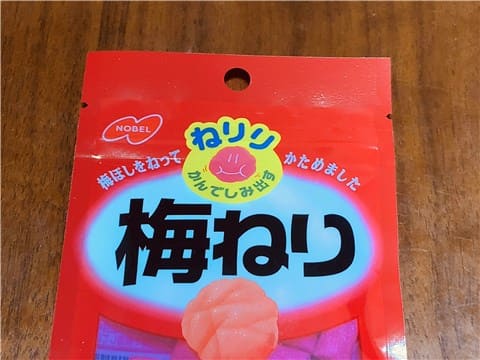 NOBEL
ねりり
かんでしみ出す
梅ぼしをねって かためました
梅ねり